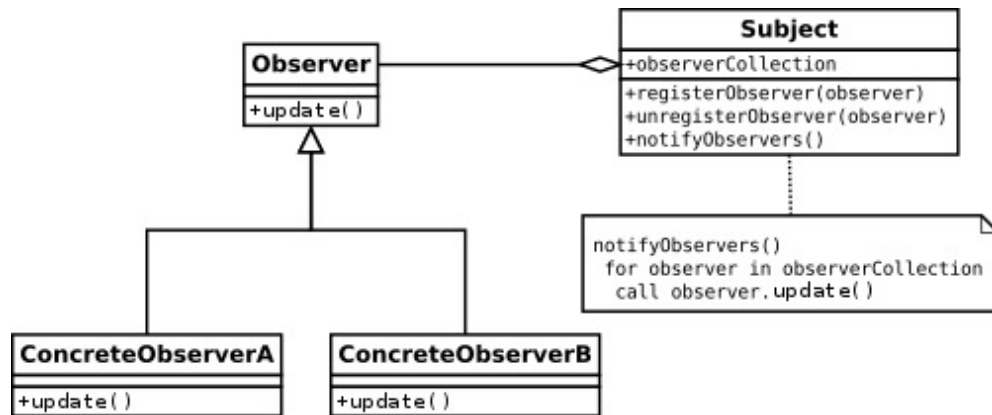 Subject
+observerCollection
+registerObserver(observer)
+unregisterObserver(observer)
+notifyObservers()
Observer
+update()
notifyObservers()
for observer in observerCollection
call observer.update()
ConcreteObserverA
+update()
ConcreteObserverB
+update()